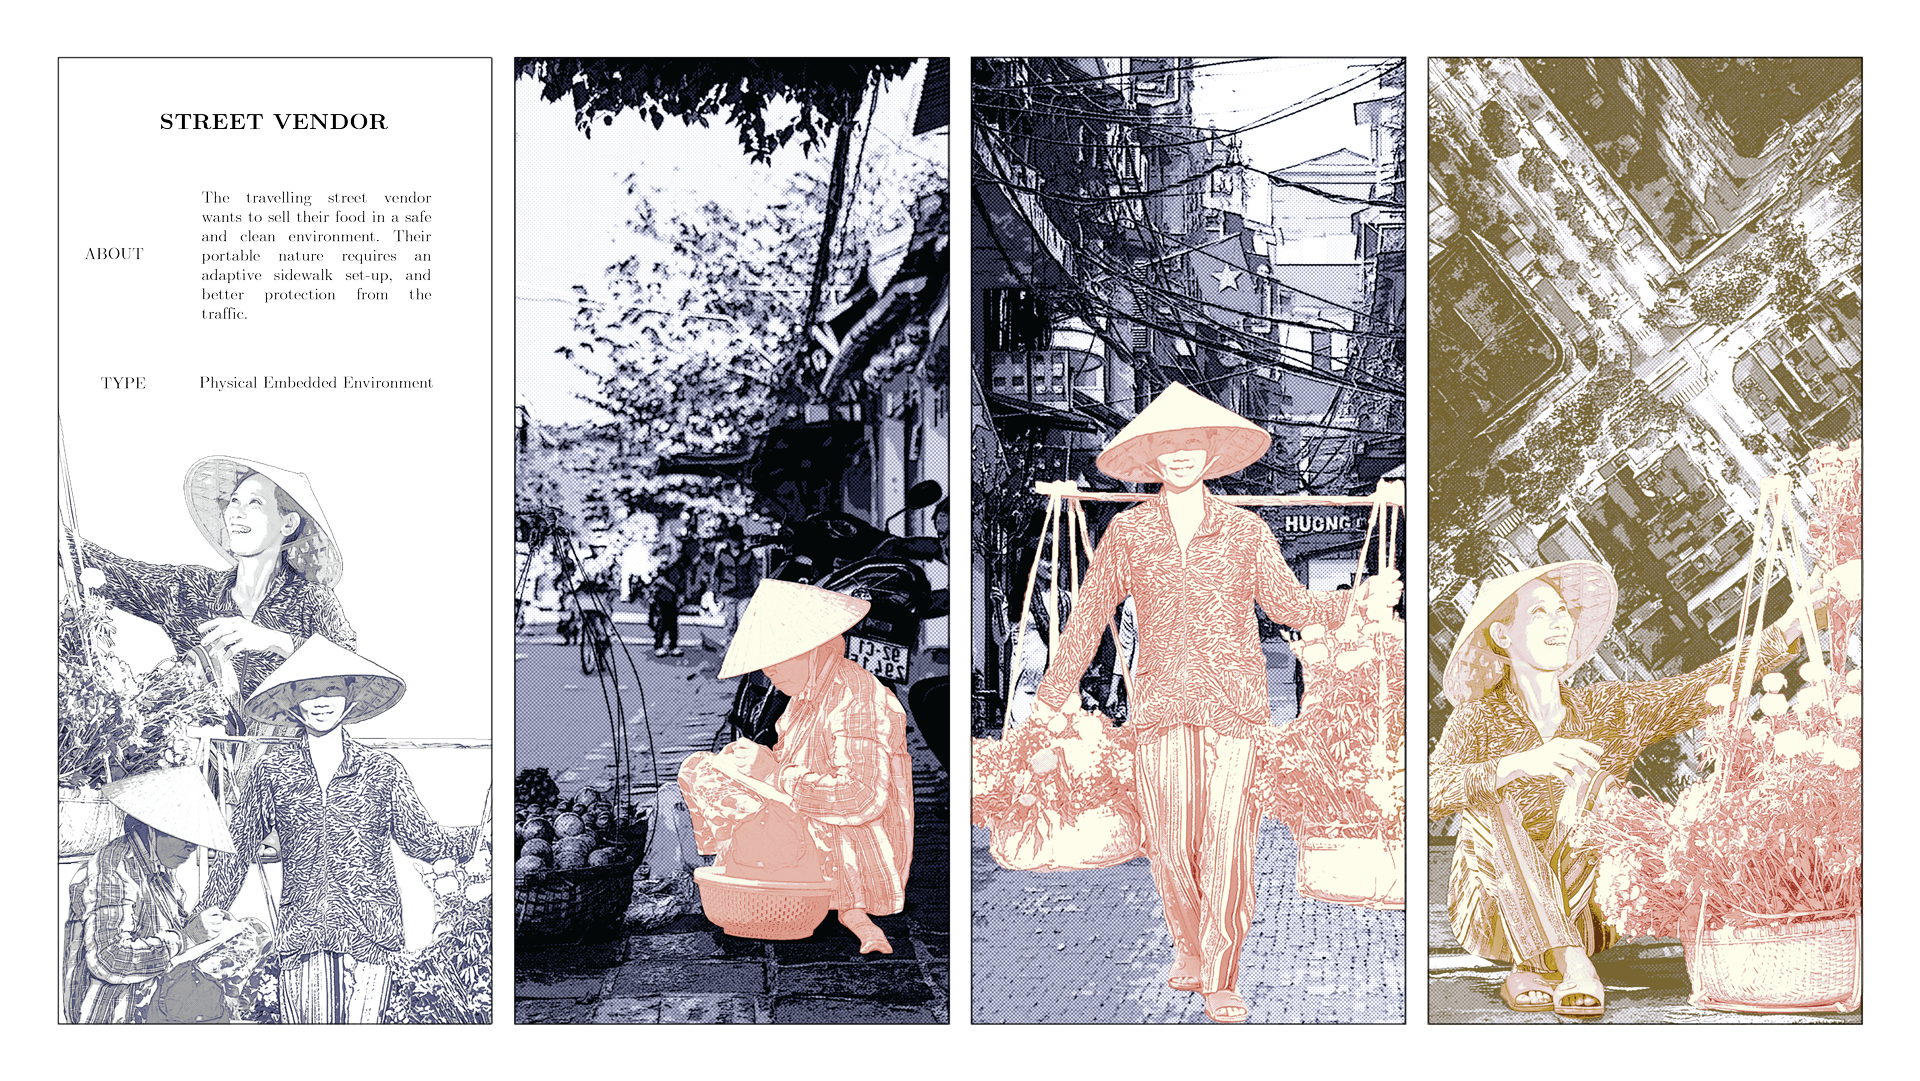 STREET VENDOR
ABOUT
The travelling street vendor
wants to sell their food in a safe
and clean environment. Their
portable nature requires an
adaptive sidewalk set-up, and
better protection from the
traffic.
TYPE
Physical Embedded Environment
HUONG